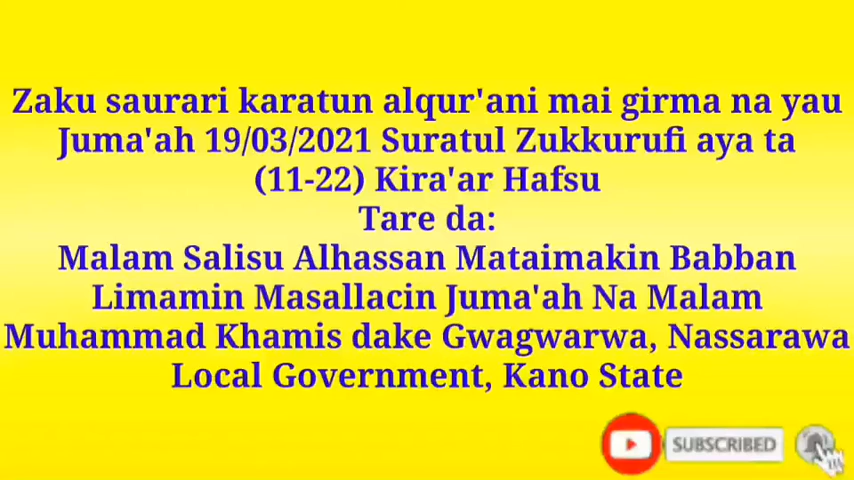 Zaku saurari karatun alqur'ani mai girma na yau
Juma'ah 19/03/2021 Suratul Zukkurufi aya ta
(11-22) Kira'ar Hafsu
Tare da:
Malam Salisu Alhassan Mataimakin Babban
Limamin Masallacin Juma'ah Na Malam
Muhammad Khamis dake Gwagwarwa, Nassarawa
Local Government, Kano State
SUBSCRIBED